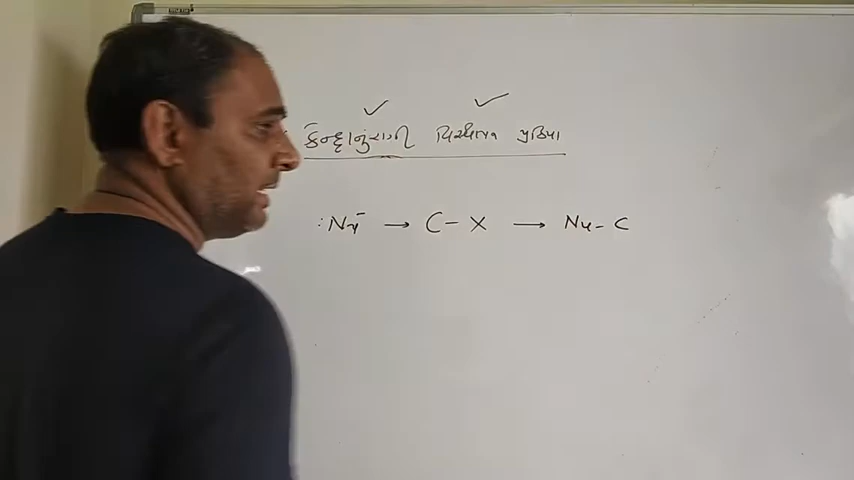 કેન્દ્રાનુરાગી વિસ્થાપન પ્રક્રિયા
:Nu⁻ → C – X → Nu – C